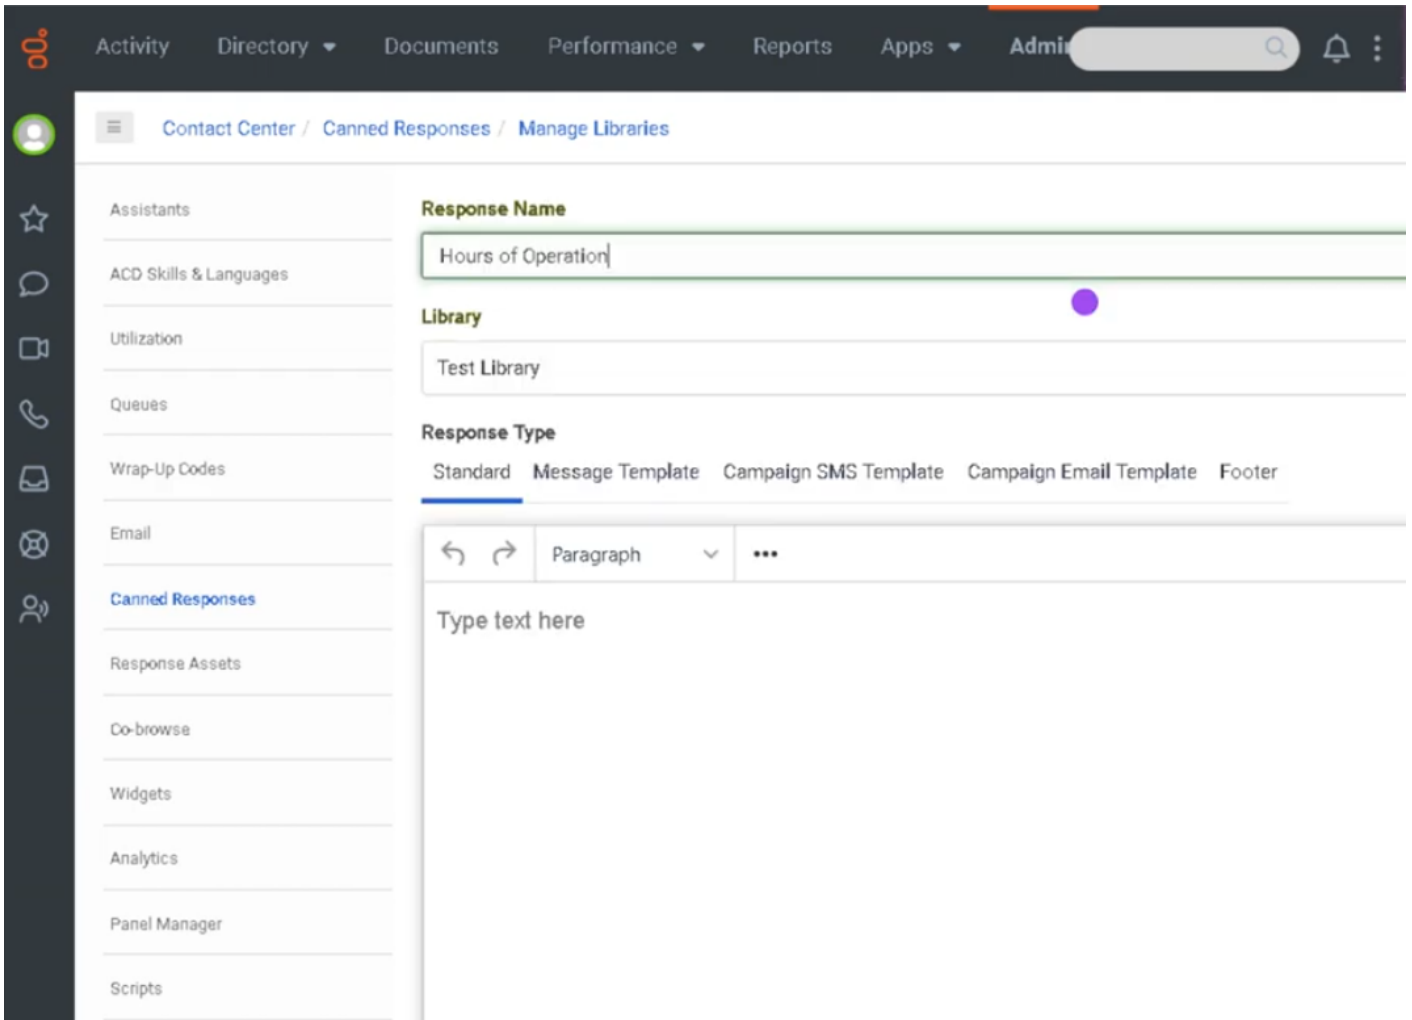 Activity Directory Documents Performance Reports Apps Admi
Contact Center / Canned Responses / Manage Libraries
Assistants
ACD Skills & Languages
Utilization
Queues
Wrap-Up Codes
Email
Canned Responses
Response Assets
Co-browse
Widgets
Analytics
Panel Manager
Scripts
Response Name
Hours of Operation
Library
Test Library
Response Type
Standard Message Template Campaign SMS Template Campaign Email Template Footer
Paragraph
Type text here